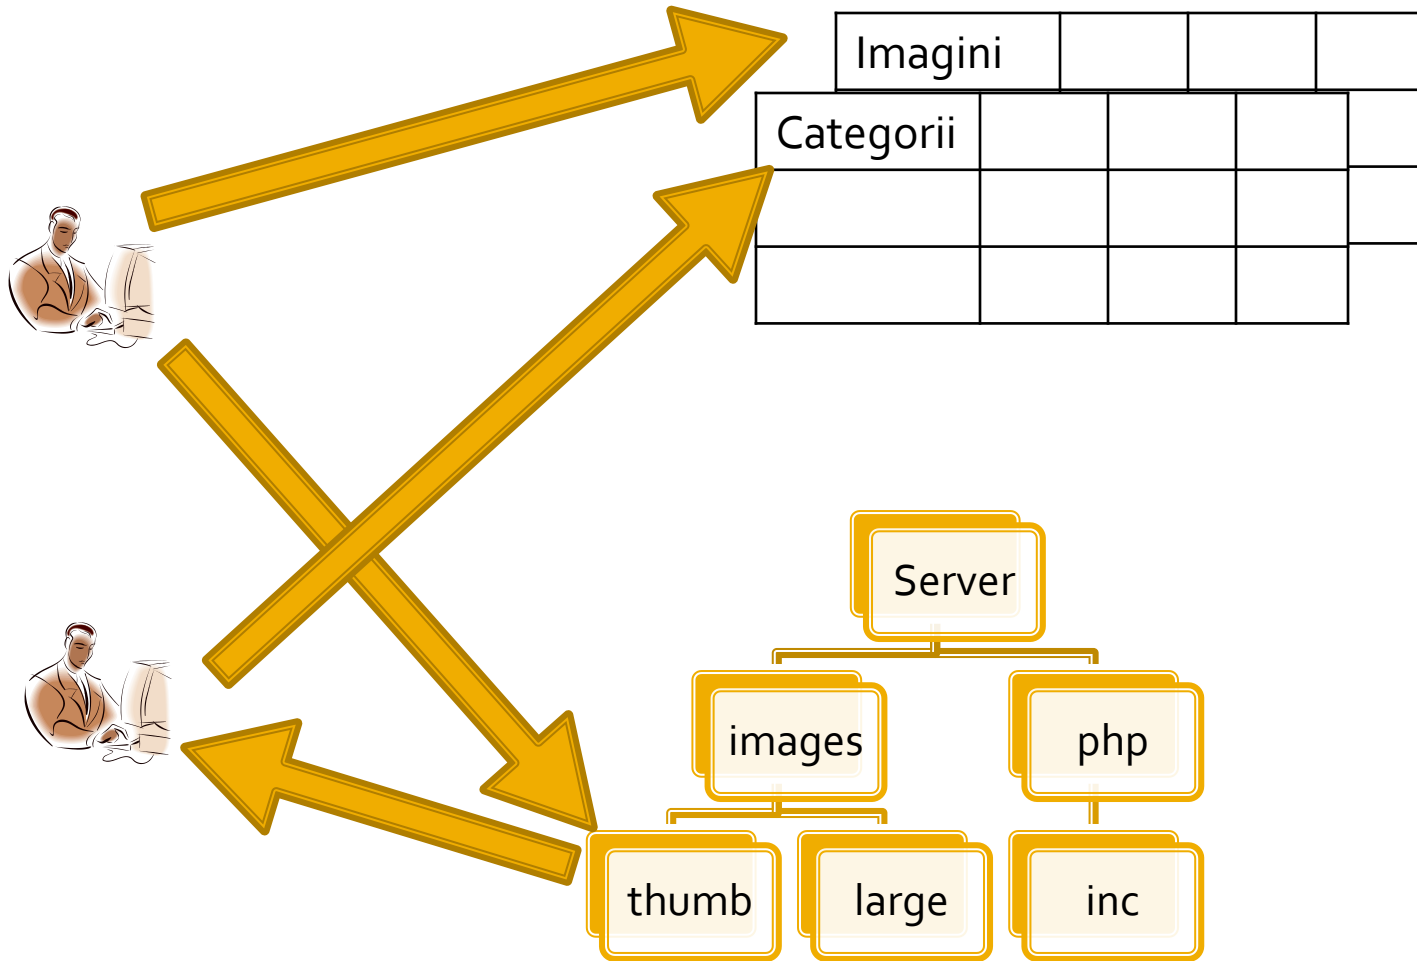 Imagini
Categorii
Server
images
php
thumb
large
inc